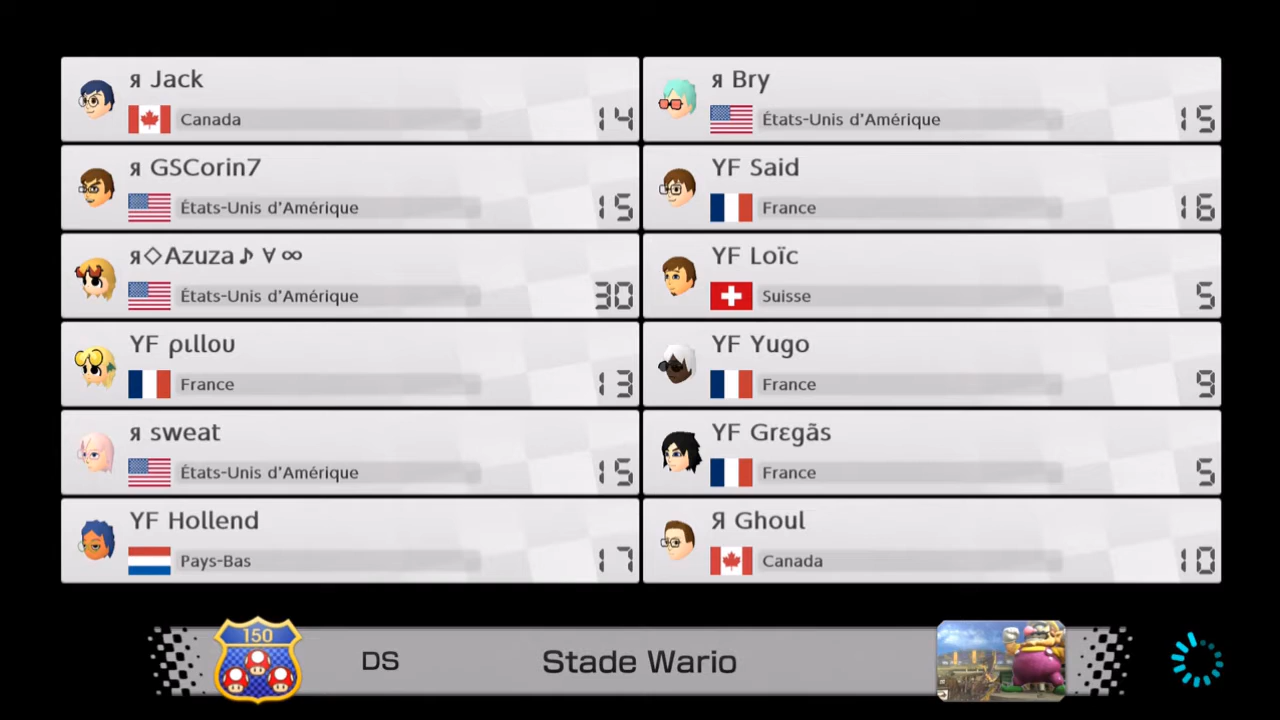 я Jack
Canada
14
я Bry
États-Unis d'Amérique
15
я GSCorin7
États-Unis d'Amérique
15
YF Said
France
16
я◇Azuza♪∀∞
États-Unis d'Amérique
30
YF Loïc
Suisse
5
YF ριllου
France
13
YF Yugo
France
9
я sweat
États-Unis d'Amérique
15
YF Grεgãs
France
5
YF Hollend
Pays-Bas
17
Я Ghoul
Canada
10
150
DS
Stade Wario